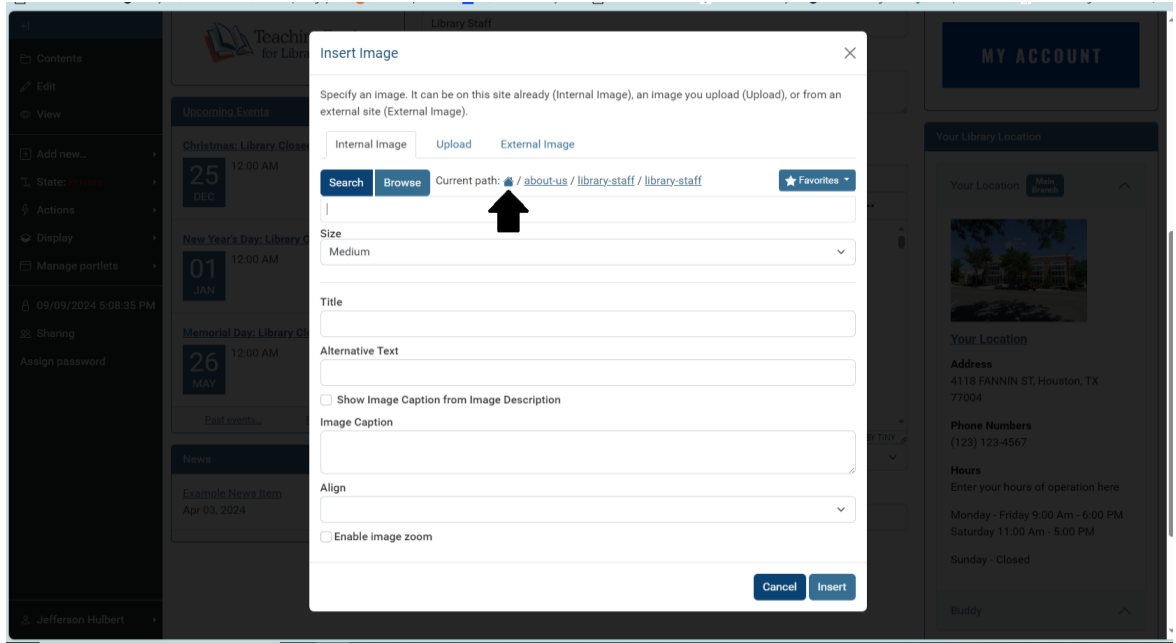 Library Staff
Teachin
for Libra
Contents
Edit
View
Add new...
State: Private
Actions
Display
Manage portlets
09/09/2024 5:08:35 PM
Sharing
Assign password
Jefferson Hulbert
Upcoming Events
Christmas: Library Close
25
DEC
12:00 AM
New Year's Day: Library C
01
JAN
12:00 AM
Memorial Day: Library Cl
26
MAY
12:00 AM
Past events...
News
Example News Item
Apr 03, 2024
Insert Image
Specify an image. It can be on this site already (Internal Image), an image you upload (Upload), or from an
external site (External Image).
Internal Image Upload External Image
Search Browse Current path: / about-us / library-staff / library-staff Favorites
Size
Medium
Title
Alternative Text
Show Image Caption from Image Description
Image Caption
Align
Enable image zoom
Cancel Insert
BY TINY
MY ACCOUNT
Your Library Location
Your Location Main
Branch
Your Location
Address
4118 FANNIN ST, Houston, TX
77004
Phone Numbers
(123) 123-4567
Hours
Enter your hours of operation here
Monday - Friday 9:00 Am - 6:00 PM
Saturday 11:00 Am - 5:00 PM
Sunday - Closed
Buddy